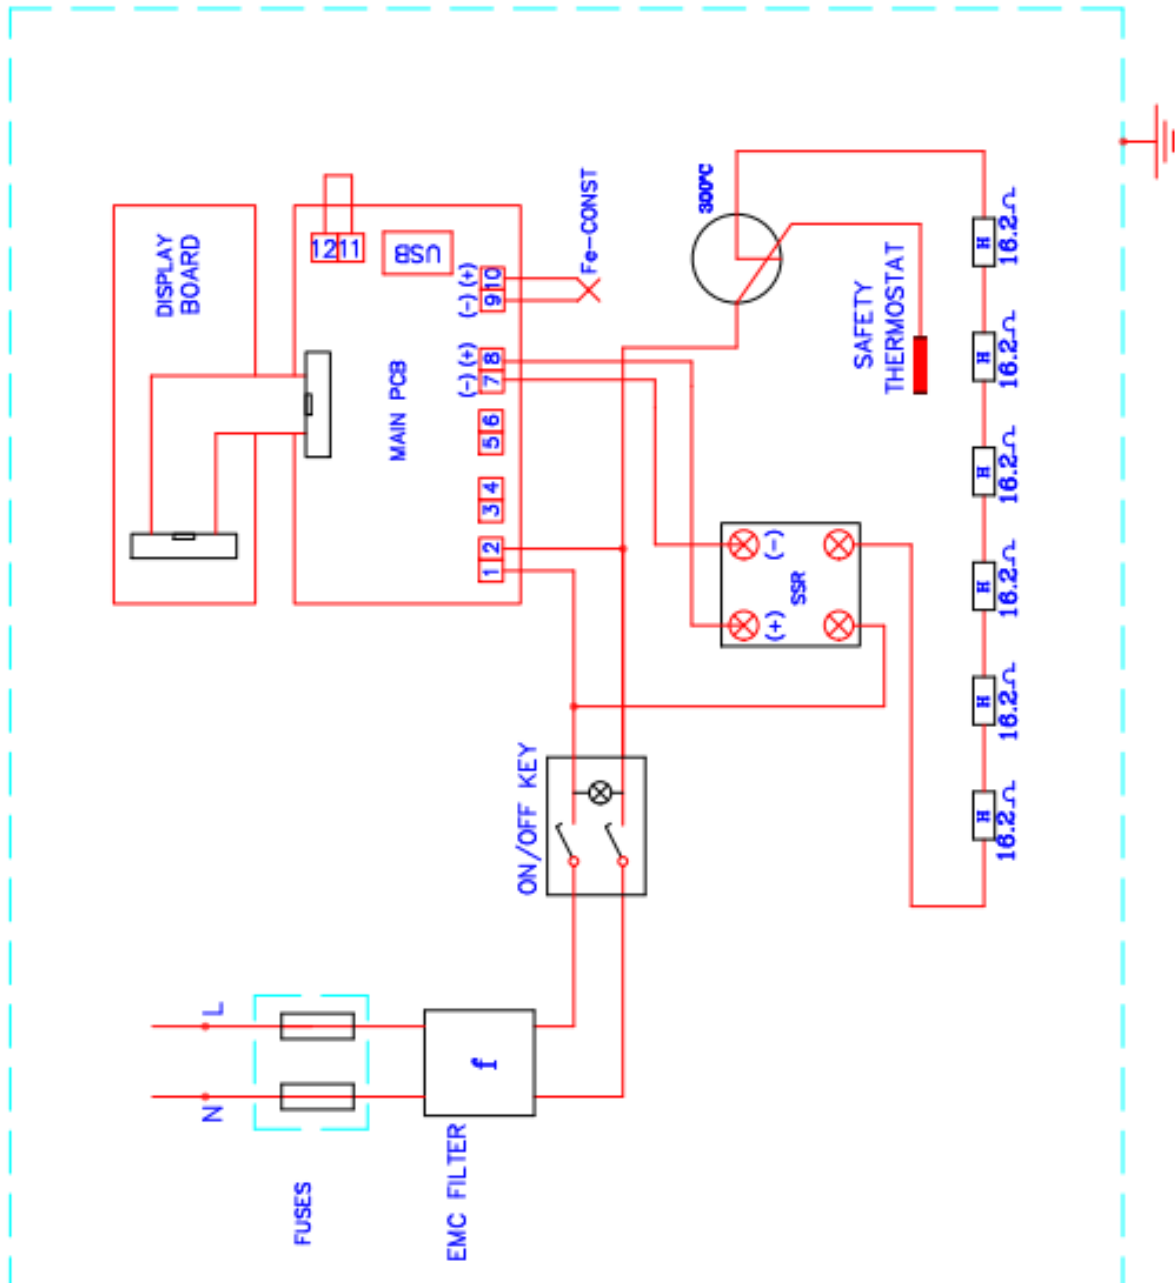 DISPLAY
BOARD
12 11
USB
MAIN PCB
(-) (+)
9 10
Fe-CONST
(-) (+)
7 8
5 6
3 4
1 2
300°C
SAFETY
THERMOSTAT
H
16.2Ω
H
16.2Ω
H
16.2Ω
H
16.2Ω
H
16.2Ω
H
16.2Ω
(+) (-)
SSR
ON/OFF KEY
L
N
FUSES
f
EMC FILTER